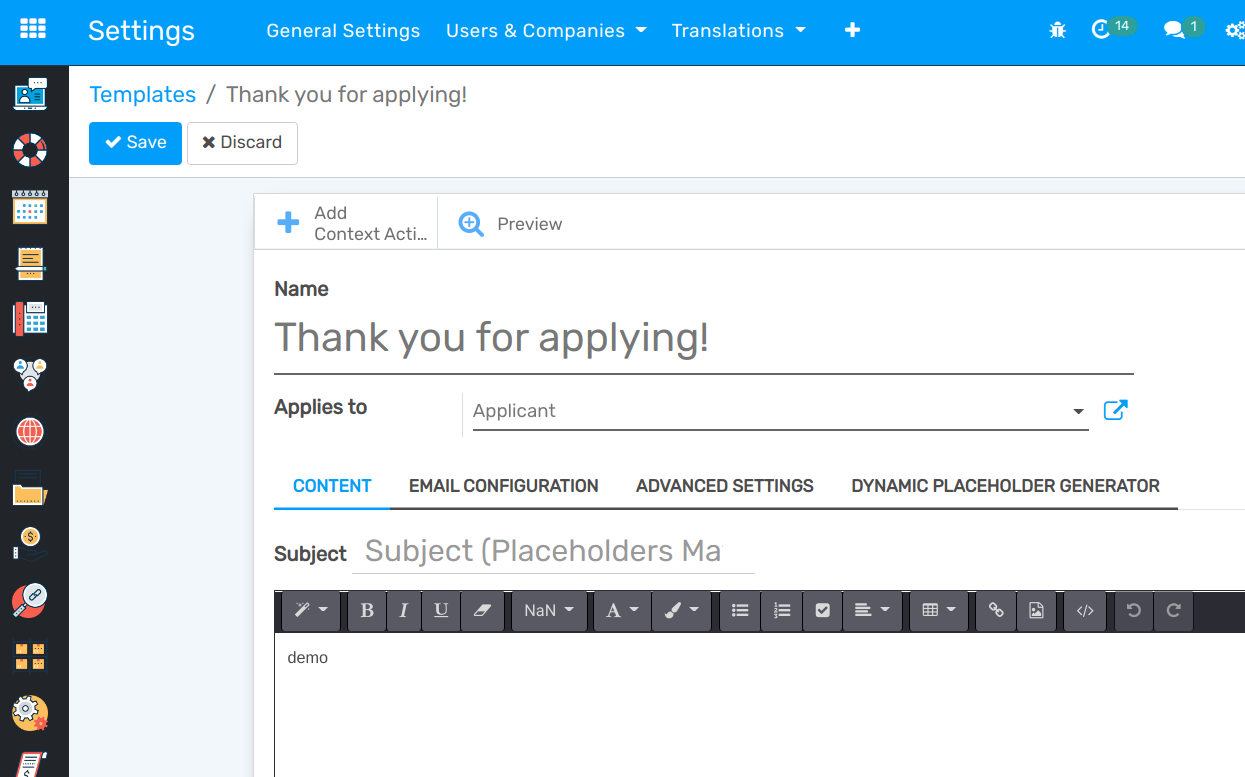 Settings General Settings Users & Companies Translations 14 1
Templates / Thank you for applying!
Save Discard
Add
Context Acti... Preview
Name
Thank you for applying!
Applies to Applicant
CONTENT EMAIL CONFIGURATION ADVANCED SETTINGS DYNAMIC PLACEHOLDER GENERATOR
Subject Subject (Placeholders Ma
B I U NaN A </>
demo